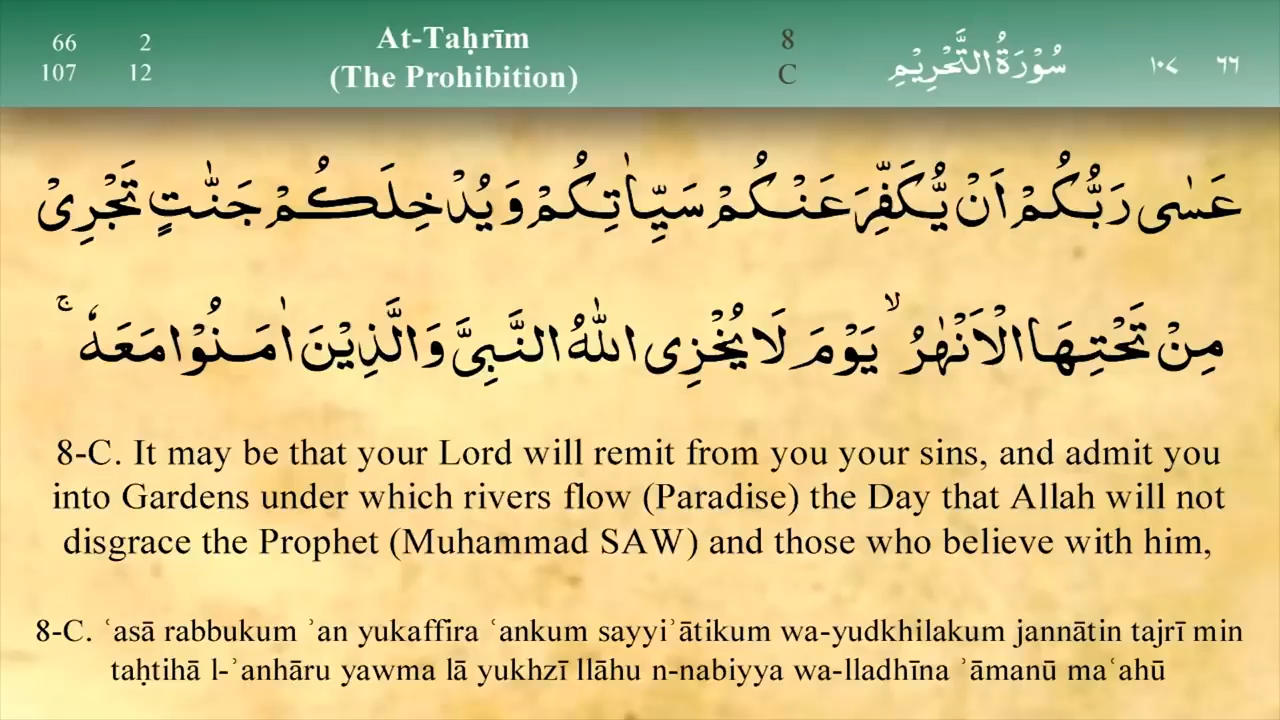 66 2 At-Taḥrīm 8 سُوْرَةُ التَّحْرِيْمِ ١٠٧ ٦٦
107 12 (The Prohibition) C
عَسٰى رَبُّكُمْ اَنْ يُّكَفِّرَ عَنْكُمْ سَيِّاٰتِكُمْ وَيُدْخِلَكُمْ جَنّٰتٍ تَجْرِىْ
مِنْ تَحْتِهَا الْاَنْهٰرُ ۙ يَوْمَ لَا يُخْزِى اللّٰهُ النَّبِىَّ وَالَّذِيْنَ اٰمَنُوْا مَعَهٗ ۚ
8-C. It may be that your Lord will remit from you your sins, and admit you
into Gardens under which rivers flow (Paradise) the Day that Allah will not
disgrace the Prophet (Muhammad SAW) and those who believe with him,
8-C. ʿasā rabbukum ʾan yukaffira ʿankum sayyiʾātikum wa-yudkhilakum jannātin tajrī min
taḥtihā l-ʾanhāru yawma lā yukhzī llāhu n-nabiyya wa-lladhīna ʾāmanū maʿahū